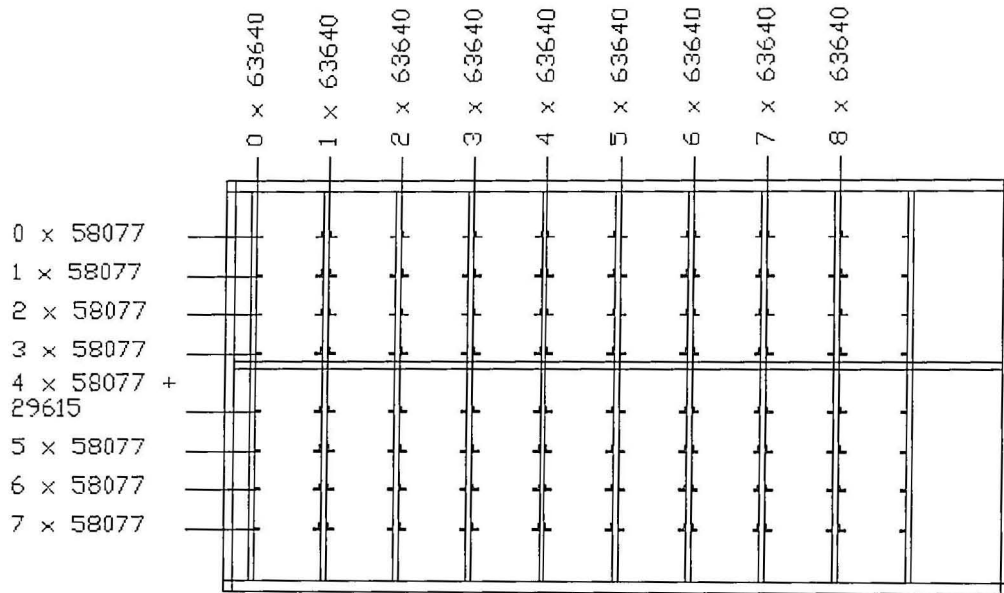 0 × 63640
1 × 63640
2 × 63640
3 × 63640
4 × 63640
5 × 63640
6 × 63640
7 × 63640
8 × 63640
0 × 58077
1 × 58077
2 × 58077
3 × 58077
4 × 58077 +
29615
5 × 58077
6 × 58077
7 × 58077